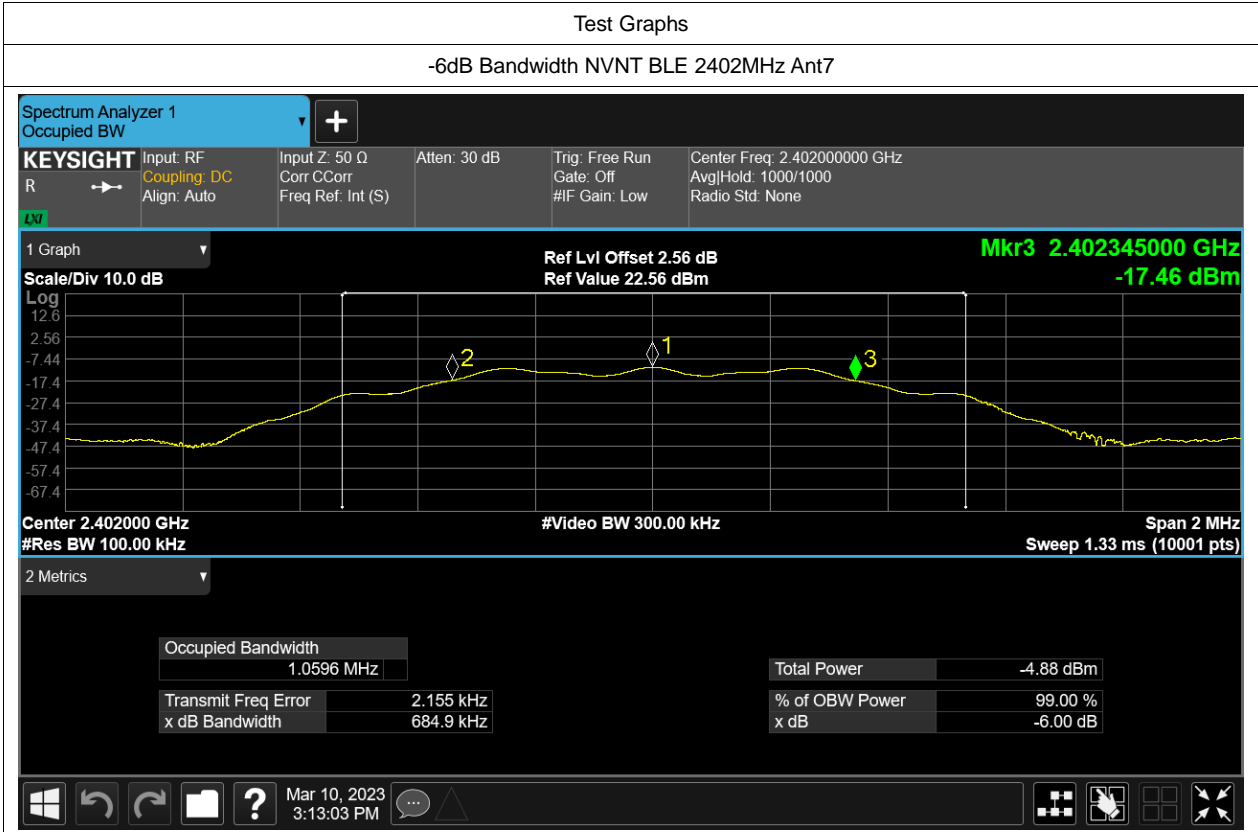 Test Graphs
-6dB Bandwidth NVNT BLE 2402MHz Ant7
Spectrum Analyzer 1
Occupied BW
▼
+
KEYSIGHT
R
LXI
Input: RF
Coupling: DC
Align: Auto
Input Z: 50 Ω
Corr CCorr
Freq Ref: Int (S)
Atten: 30 dB
Trig: Free Run
Gate: Off
#IF Gain: Low
Center Freq: 2.402000000 GHz
Avg|Hold: 1000/1000
Radio Std: None
1 Graph ▼
Scale/Div 10.0 dB
Ref Lvl Offset 2.56 dB
Ref Value 22.56 dBm
Mkr3 2.402345000 GHz
-17.46 dBm
Log
12.6
2.56
-7.44
-17.4
-27.4
-37.4
-47.4
-57.4
-67.4
2
1
3
Center 2.402000 GHz
#Res BW 100.00 kHz
#Video BW 300.00 kHz
Span 2 MHz
Sweep 1.33 ms (10001 pts)
2 Metrics ▼
Occupied Bandwidth
1.0596 MHz
Transmit Freq Error 2.155 kHz
x dB Bandwidth 684.9 kHz
Total Power -4.88 dBm
% of OBW Power 99.00 %
x dB -6.00 dB
?
Mar 10, 2023
3:13:03 PM